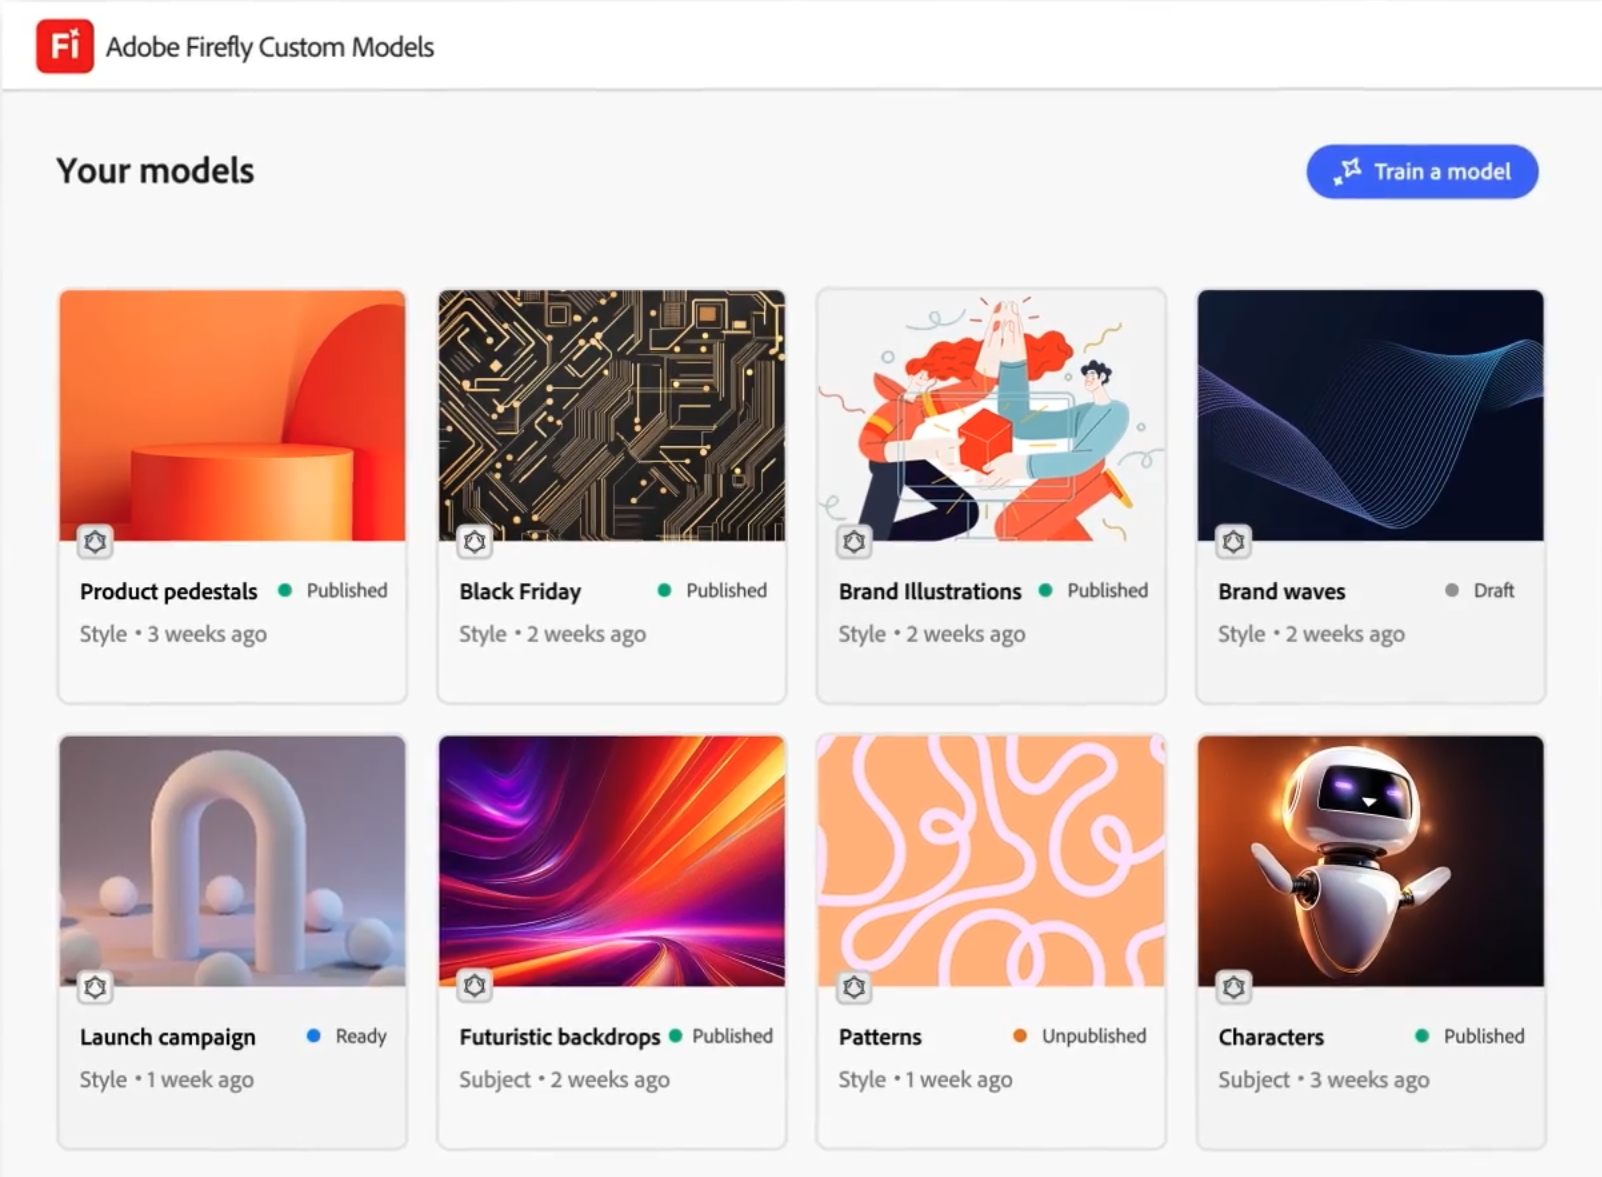 Fi
Adobe Firefly Custom Models
Your models
Train a model
Product pedestals
Published
Style • 3 weeks ago
Black Friday
Published
Style • 2 weeks ago
Brand Illustrations
Published
Style • 2 weeks ago
Brand waves
Draft
Style • 2 weeks ago
Launch campaign
Ready
Style • 1 week ago
Futuristic backdrops
Published
Subject • 2 weeks ago
Patterns
Unpublished
Style • 1 week ago
Characters
Published
Subject • 3 weeks ago